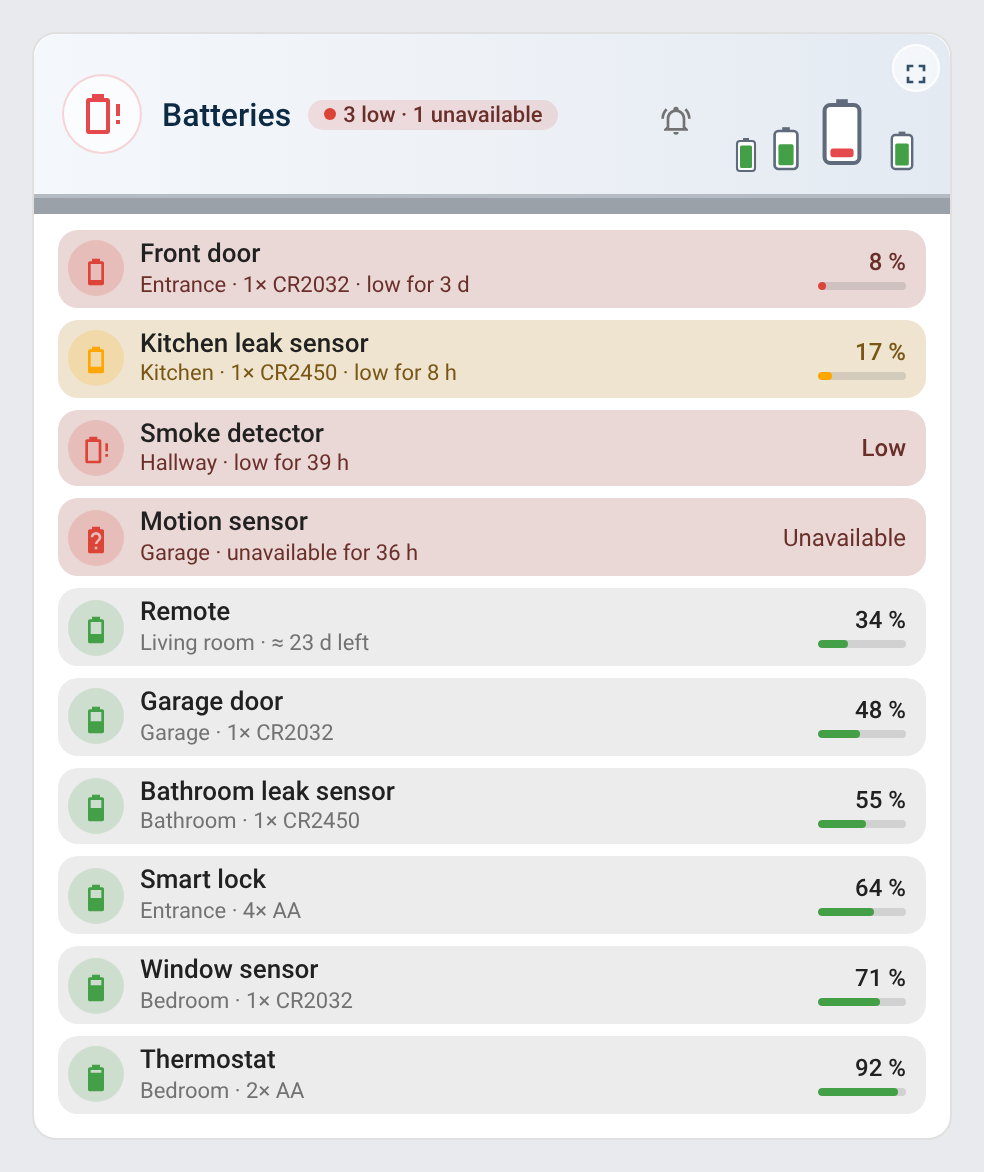 Batteries
3 low · 1 unavailable
Front door
8 %
Entrance · 1× CR2032 · low for 3 d
Kitchen leak sensor
17 %
Kitchen · 1× CR2450 · low for 8 h
Smoke detector
Low
Hallway · low for 39 h
Motion sensor
Unavailable
Garage · unavailable for 36 h
Remote
34 %
Living room · ≈ 23 d left
Garage door
48 %
Garage · 1× CR2032
Bathroom leak sensor
55 %
Bathroom · 1× CR2450
Smart lock
64 %
Entrance · 4× AA
Window sensor
71 %
Bedroom · 1× CR2032
Thermostat
92 %
Bedroom · 2× AA